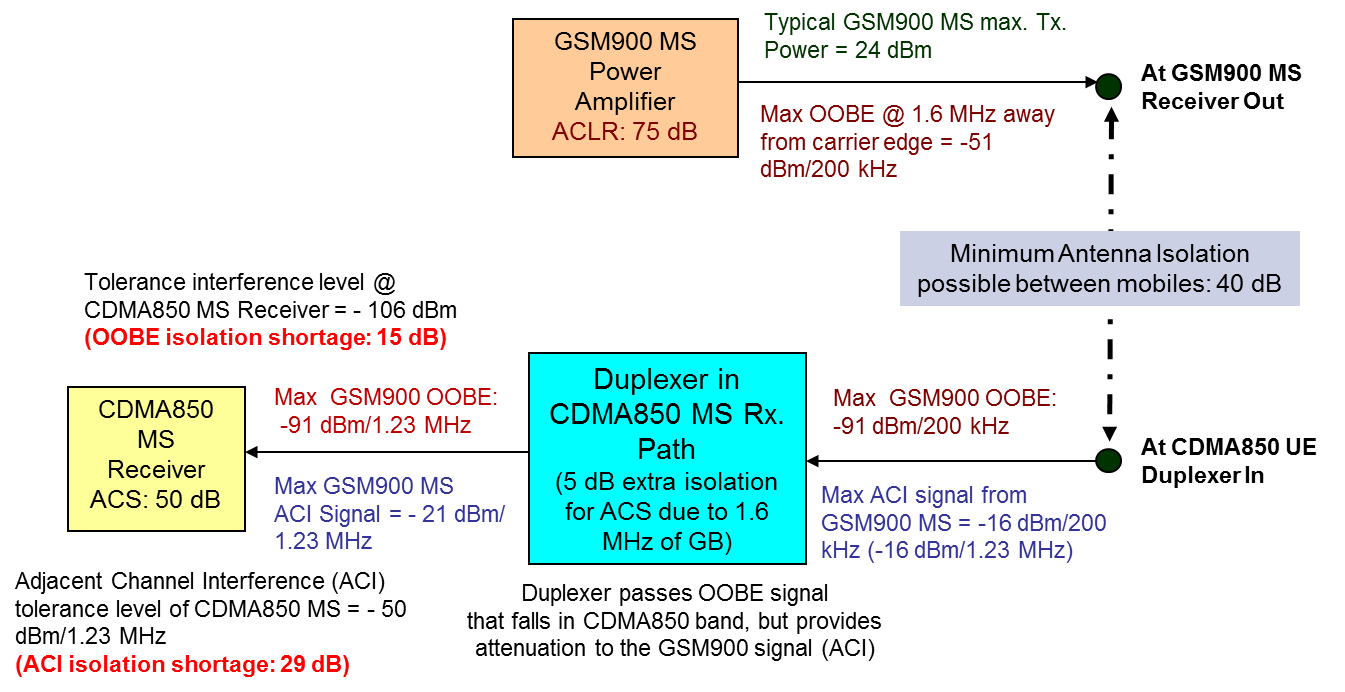 GSM900 MS
Power
Amplifier
ACLR: 75 dB
Typical GSM900 MS max. Tx.
Power = 24 dBm
Max OOBE @ 1.6 MHz away
from carrier edge = -51
dBm/200 kHz
At GSM900 MS
Receiver Out
Minimum Antenna Isolation
possible between mobiles: 40 dB
Tolerance interference level @
CDMA850 MS Receiver = - 106 dBm
(OOBE isolation shortage: 15 dB)
CDMA850
MS
Receiver
ACS: 50 dB
Max GSM900 OOBE:
-91 dBm/1.23 MHz
Max GSM900 MS
ACI Signal = - 21 dBm/
1.23 MHz
Duplexer in
CDMA850 MS Rx.
Path
(5 dB extra isolation
for ACS due to 1.6
MHz of GB)
Max GSM900 OOBE:
-91 dBm/200 kHz
Max ACI signal from
GSM900 MS = -16 dBm/200
kHz (-16 dBm/1.23 MHz)
At CDMA850 UE
Duplexer In
Adjacent Channel Interference (ACI)
tolerance level of CDMA850 MS = - 50
dBm/1.23 MHz
(ACI isolation shortage: 29 dB)
Duplexer passes OOBE signal
that falls in CDMA850 band, but provides
attenuation to the GSM900 signal (ACI)